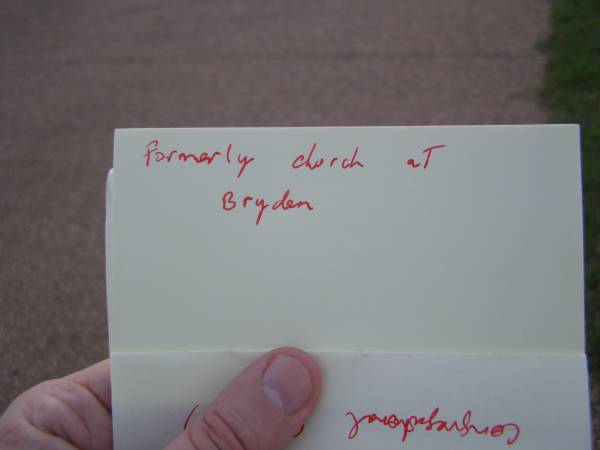 Formerly church at
Bryden